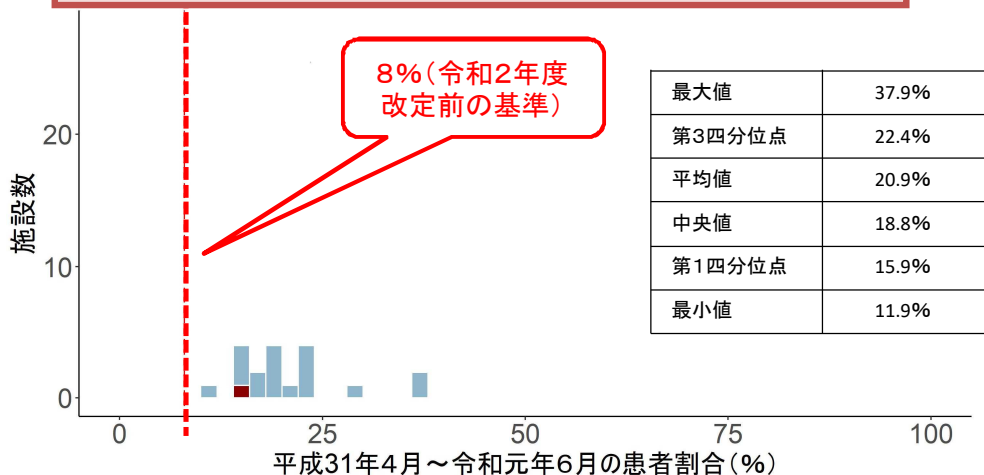 8%(令和2年度
改定前の基準)
最大値 37.9%
第3四分位点 22.4%
平均値 20.9%
中央値 18.8%
第1四分位点 15.9%
最小値 11.9%
施設数
20
10
0
0 25 50 75 100
平成31年4月～令和元年6月の患者割合(%)